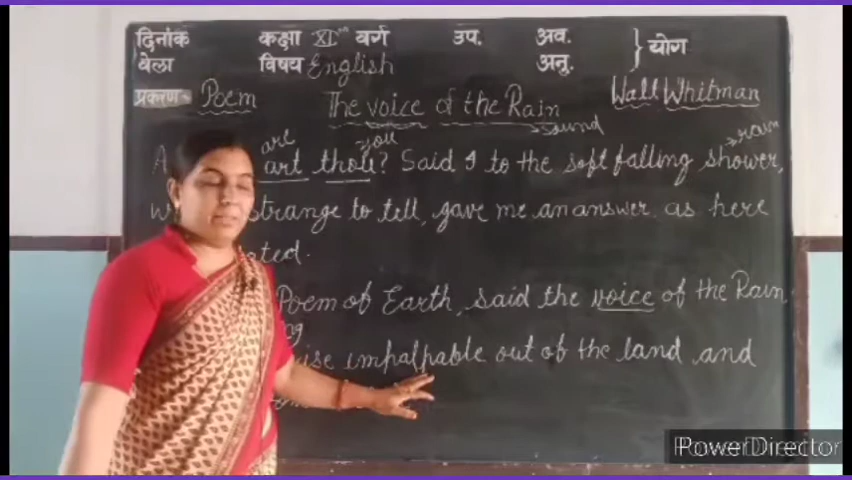 दिनांक कक्षा XI वर्ग उप. अव. योग
वेला विषय English अनु.
प्रकरण- Poem The voice of the Rain Walt Whitman
sound
are you rain
art thou? Said I to the soft falling shower,
strange to tell, gave me an answer, as here
Poem of Earth, said the voice of the Rain
impalpable out of the land and
PowerDirector